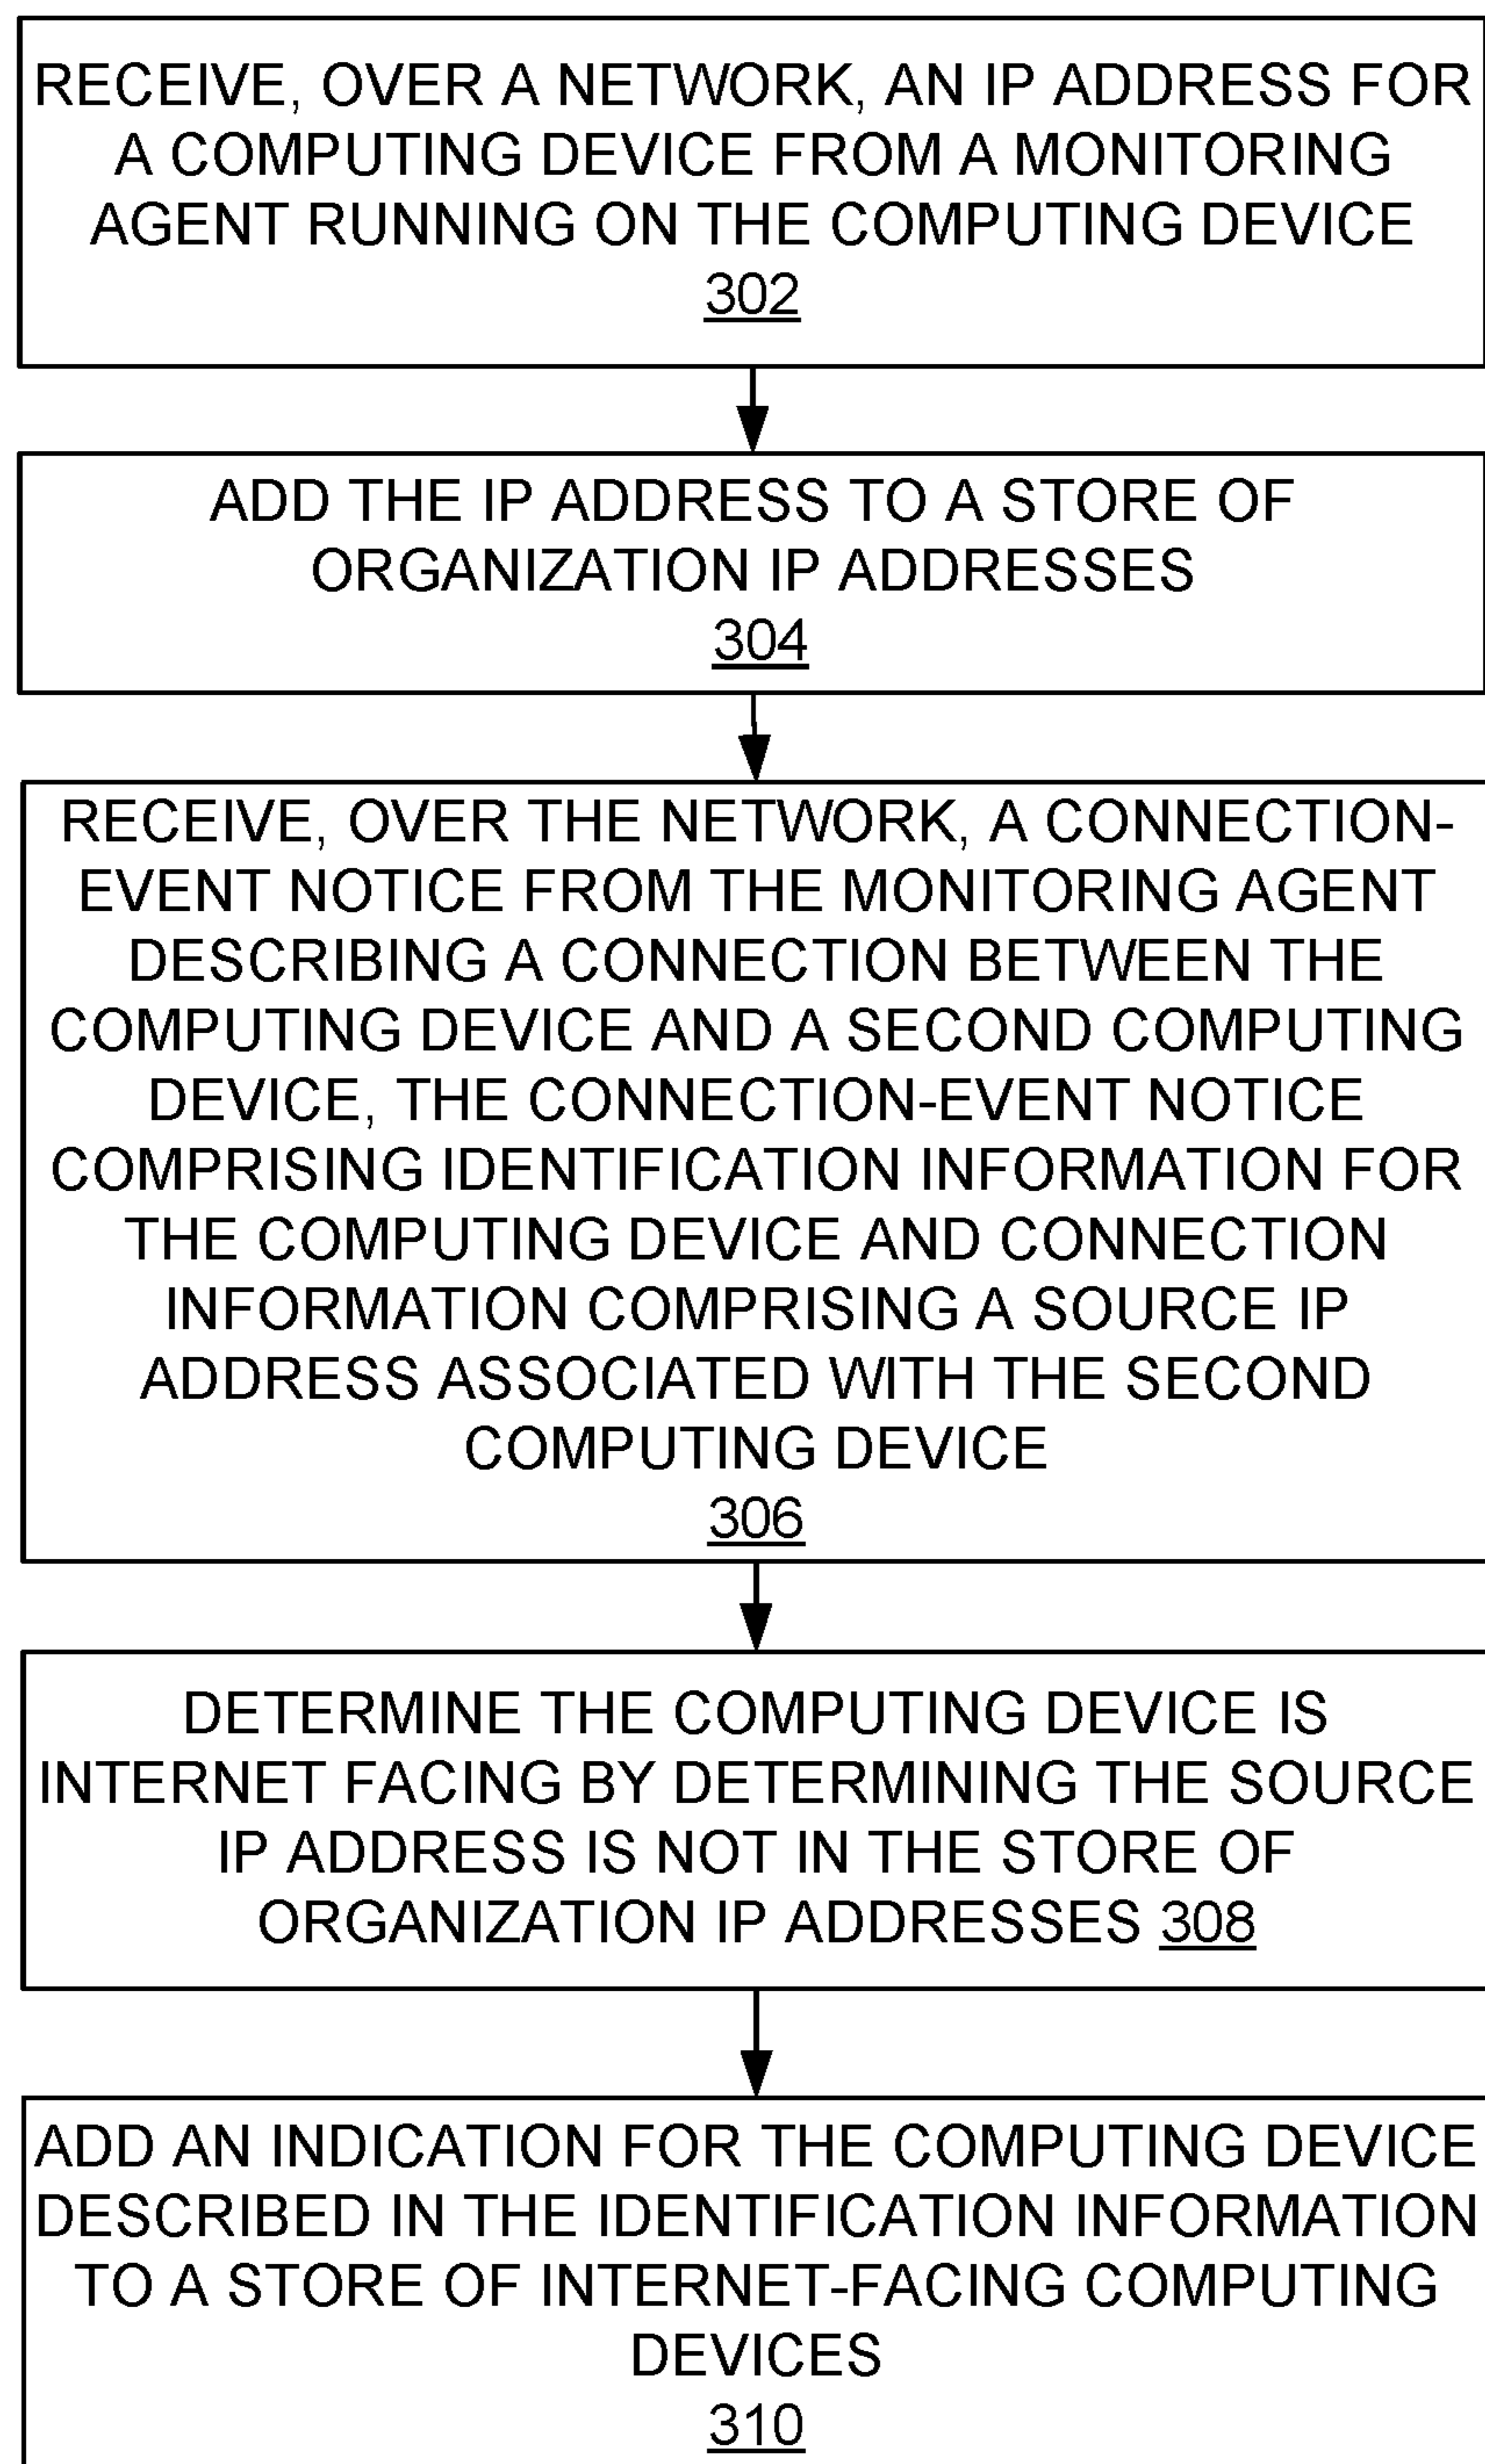 RECEIVE, OVER A NETWORK, AN IP ADDRESS FOR
A COMPUTING DEVICE FROM A MONITORING
AGENT RUNNING ON THE COMPUTING DEVICE
302
ADD THE IP ADDRESS TO A STORE OF
ORGANIZATION IP ADDRESSES
304
RECEIVE, OVER THE NETWORK, A CONNECTION-
EVENT NOTICE FROM THE MONITORING AGENT
DESCRIBING A CONNECTION BETWEEN THE
COMPUTING DEVICE AND A SECOND COMPUTING
DEVICE, THE CONNECTION-EVENT NOTICE
COMPRISING IDENTIFICATION INFORMATION FOR
THE COMPUTING DEVICE AND CONNECTION
INFORMATION COMPRISING A SOURCE IP
ADDRESS ASSOCIATED WITH THE SECOND
COMPUTING DEVICE
306
DETERMINE THE COMPUTING DEVICE IS
INTERNET FACING BY DETERMINING THE SOURCE
IP ADDRESS IS NOT IN THE STORE OF
ORGANIZATION IP ADDRESSES 308
ADD AN INDICATION FOR THE COMPUTING DEVICE
DESCRIBED IN THE IDENTIFICATION INFORMATION
TO A STORE OF INTERNET-FACING COMPUTING
DEVICES
310